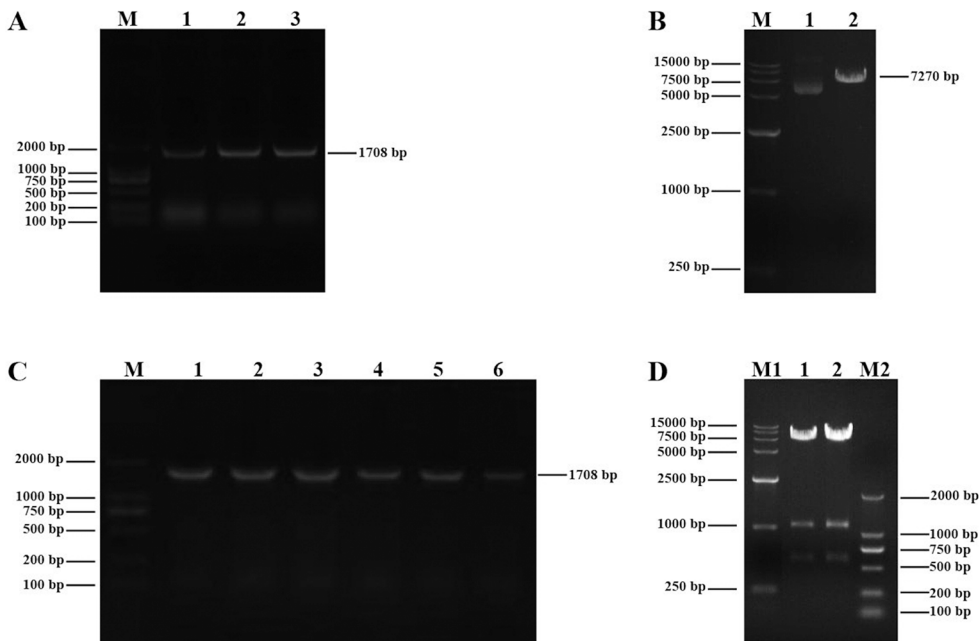 A
M 1 2 3
2000 bp
1000 bp
750 bp
500 bp
200 bp
100 bp
1708 bp
B
M 1 2
15000 bp
7500 bp
5000 bp
2500 bp
1000 bp
250 bp
7270 bp
C
M 1 2 3 4 5 6
2000 bp
1000 bp
750 bp
500 bp
200 bp
100 bp
1708 bp
D
M1 1 2 M2
15000 bp
7500 bp
5000 bp
2500 bp
1000 bp
250 bp
2000 bp
1000 bp
750 bp
500 bp
200 bp
100 bp